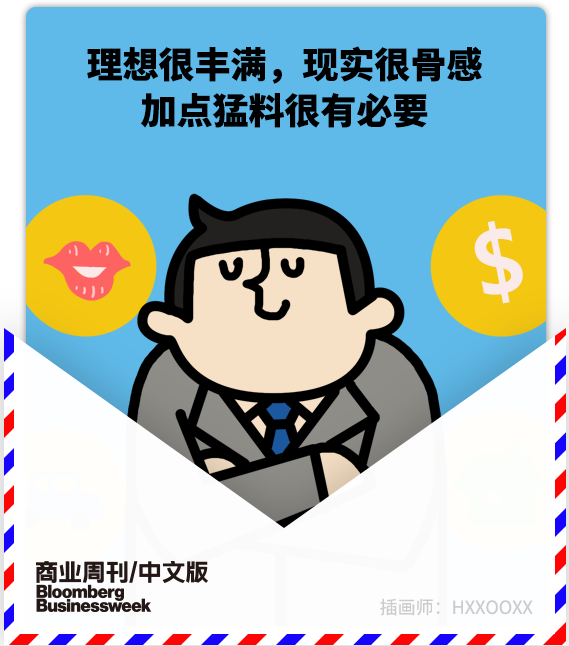 理想很丰满，现实很骨感
加点猛料很有必要
$
商业周刊/中文版
Bloomberg
Businessweek
插画师：HXXOOXX